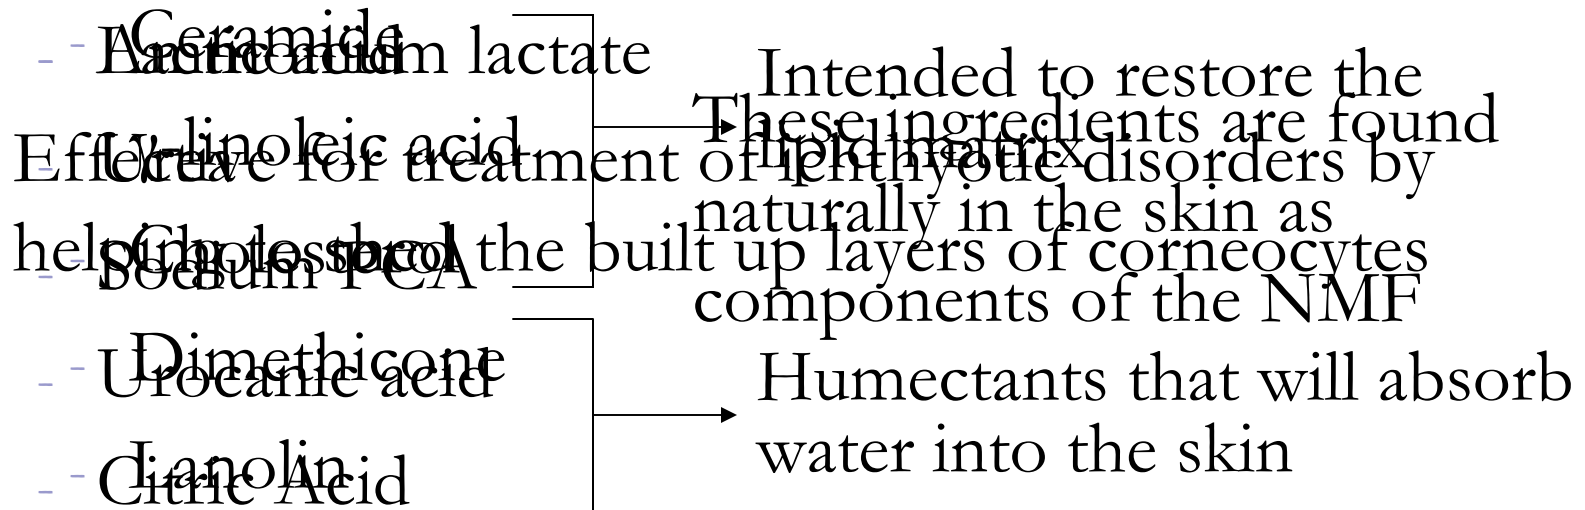 - Ceramide
- lactate
Intended to restore the
These ingredients are found
- linoleic acid
lipid matrix
- Urea
Effective for treatment of ichthyotic disorders by
naturally in the skin as
- Cholesterol
helping to shed the built up layers of corneocytes
- Sodium PCA
components of the NMF
- Dimethicone
- Urocanic acid
Humectants that will absorb
water into the skin
- Lanolin
- Citric Acid